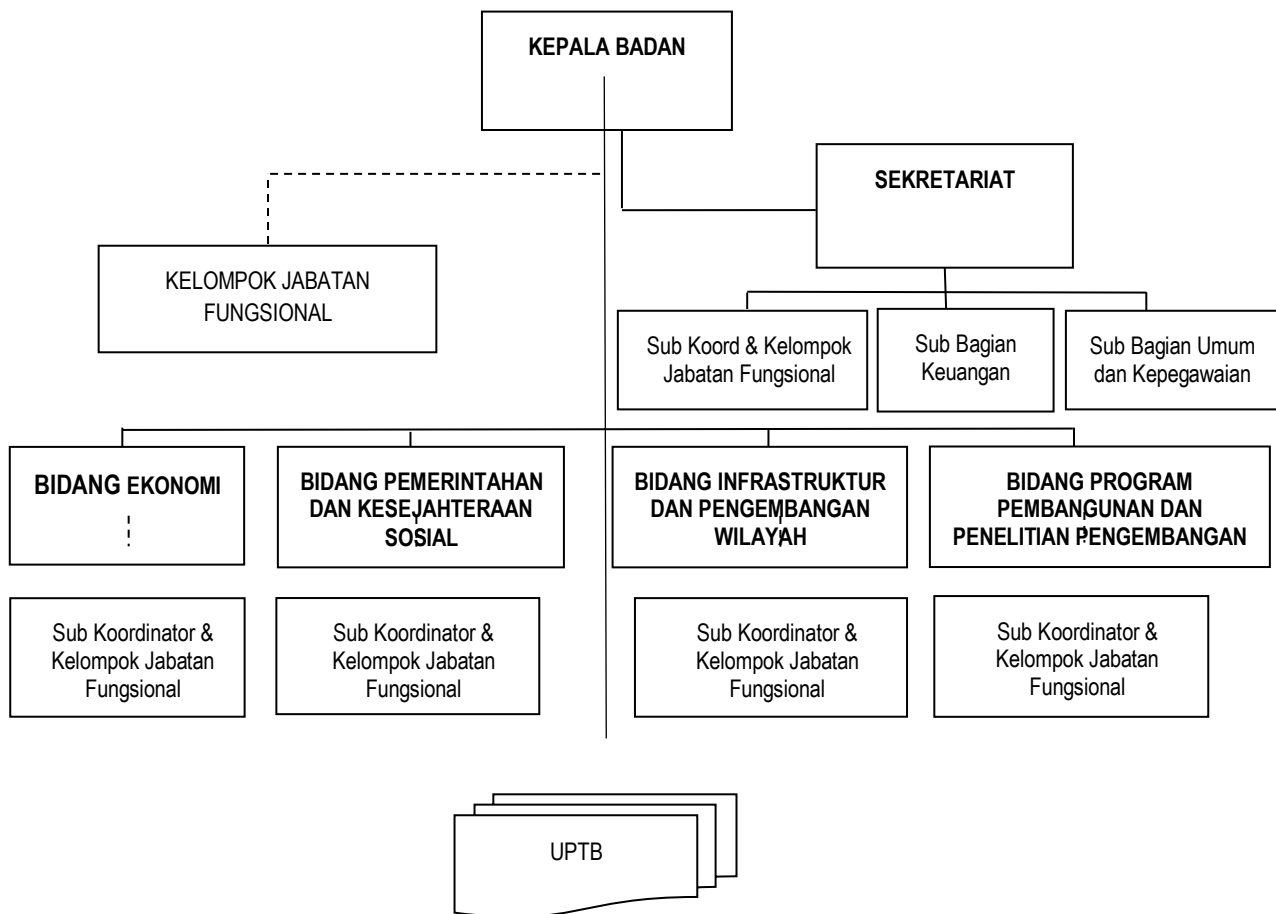 KEPALA BADAN
SEKRETARIAT
KELOMPOK JABATAN
FUNGSIONAL
Sub Koord & Kelompok
Jabatan Fungsional
Sub Bagian
Keuangan
Sub Bagian Umum
dan Kepegawaian
BIDANG EKONOMI
BIDANG PEMERINTAHAN
DAN KESEJAHTERAAN
SOSIAL
BIDANG INFRASTRUKTUR
DAN PENGEMBANGAN
WILAYAH
BIDANG PROGRAM
PEMBANGUNAN DAN
PENELITIAN PENGEMBANGAN
Sub Koordinator &
Kelompok Jabatan
Fungsional
Sub Koordinator &
Kelompok Jabatan
Fungsional
Sub Koordinator &
Kelompok Jabatan
Fungsional
Sub Koordinator &
Kelompok Jabatan
Fungsional
UPTB